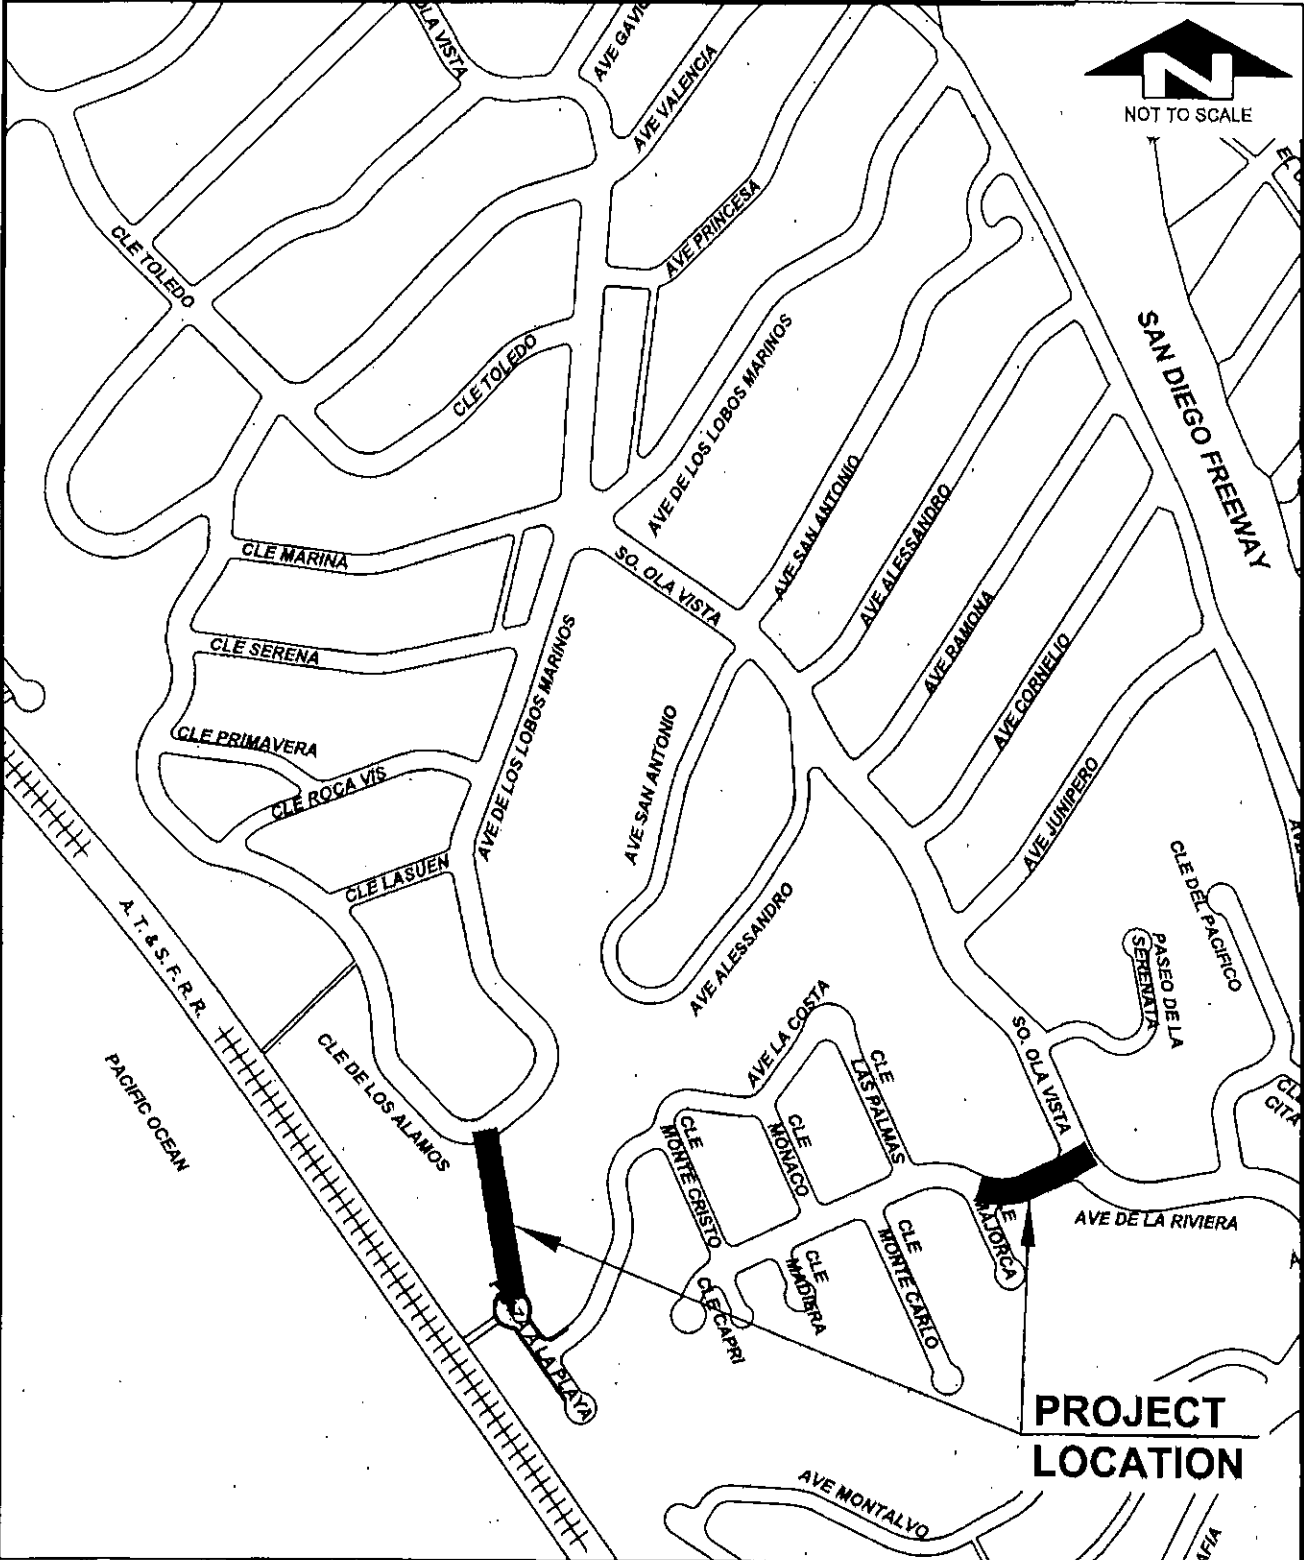 OLA VISTA
AVE VALENCIA
N
NOT TO SCALE
AVE PRINCESA
CLE TOLEDO
CLE TOLEDO
AVE DE LOS LOBOS MARINOS
SAN DIEGO FREEWAY
AVE SAN ANTONIO
AVE ALESSANDRO
CLE MARINA
SO. OLA VISTA
AVE RAMONA
CLE SERENA
AVE CORNELIO
AVE DE LOS LOBOS MARINOS
CLE PRIMAVERA
AVE SAN ANTONIO
CLE ROCA VIS
AVE JUNIPERO
CLE LASUEN
CLE DEL PACIFICO
AVE ALESSANDRO
A. T. & S. F. R. R.
PASEO DE LA
SERENATA
AVE LA COSTA
SO. OLA VISTA
CLE DE LOS ALAMOS
CLE
LAS PALMAS
PACIFIC OCEAN
CLE
MONACO
CLE
MONTE CRISTO
CLE
CITA
AVE DE LA RIVIERA
MAJORCA
CLE
MONTE CARLO
CLE
MADIERA
CLE CAPRI
A LA PLAYA
PROJECT
LOCATION
AVE MONTALVO